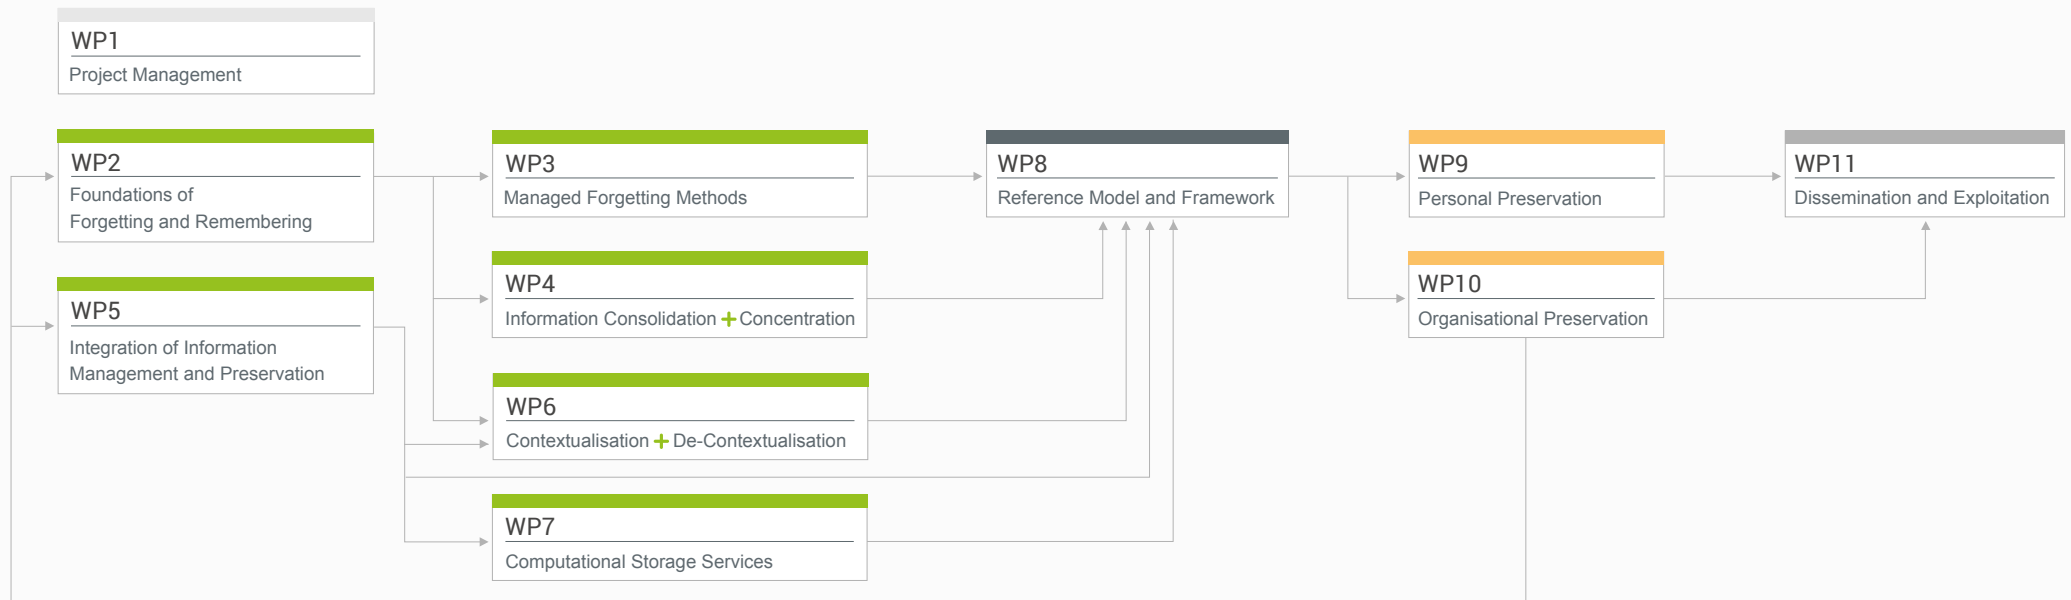 WP1
Project Management
WP2
Foundations of
Forgetting and Remembering
WP5
Integration of Information
Management and Preservation
WP3
Managed Forgetting Methods
WP4
Information Consolidation + Concentration
WP6
Contextualisation + De-Contextualisation
WP7
Computational Storage Services
WP8
Reference Model and Framework
WP9
Personal Preservation
WP10
Organisational Preservation
WP11
Dissemination and Exploitation